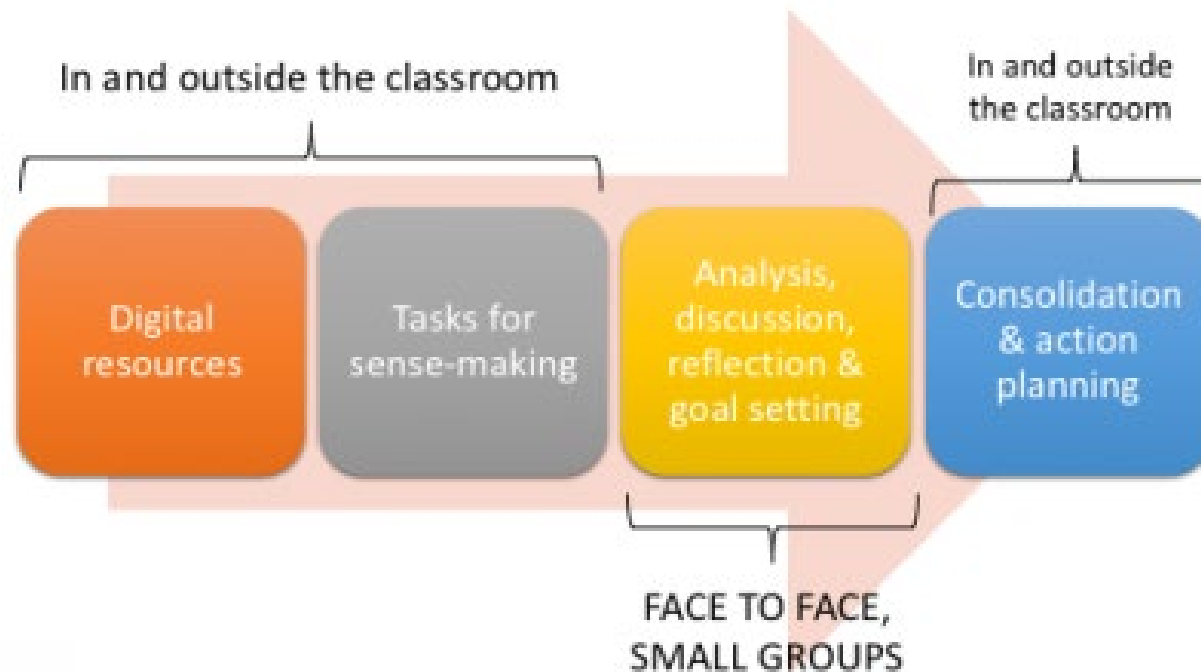 In and outside the classroom
In and outside
the classroom
Digital
resources
Tasks for
sense-making
Analysis,
discussion,
reflection &
goal setting
Consolidation
& action
planning
FACE TO FACE,
SMALL GROUPS